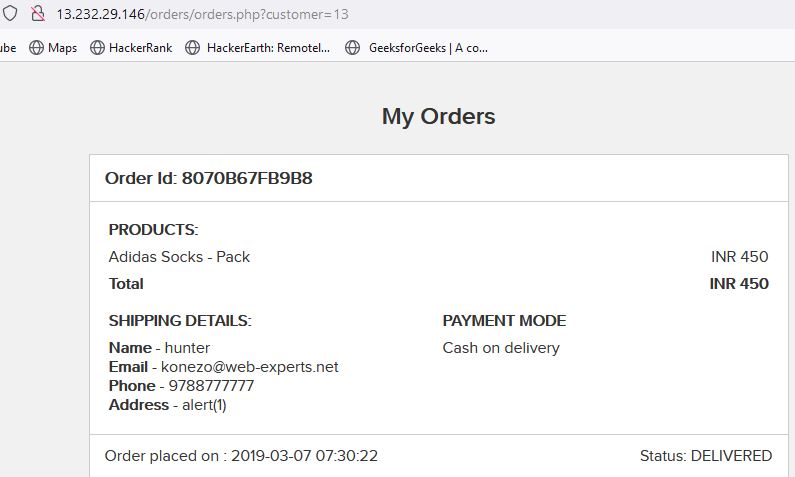 13.232.29.146/orders/orders.php?customer=13
ube Maps HackerRank HackerEarth: Remotel... GeeksforGeeks | A co...
My Orders
Order Id: 8070B67FB9B8
PRODUCTS:
Adidas Socks - Pack INR 450
Total INR 450
SHIPPING DETAILS: PAYMENT MODE
Name - hunter Cash on delivery
Email - konezo@web-experts.net
Phone - 9788777777
Address - alert(1)
Order placed on : 2019-03-07 07:30:22 Status: DELIVERED